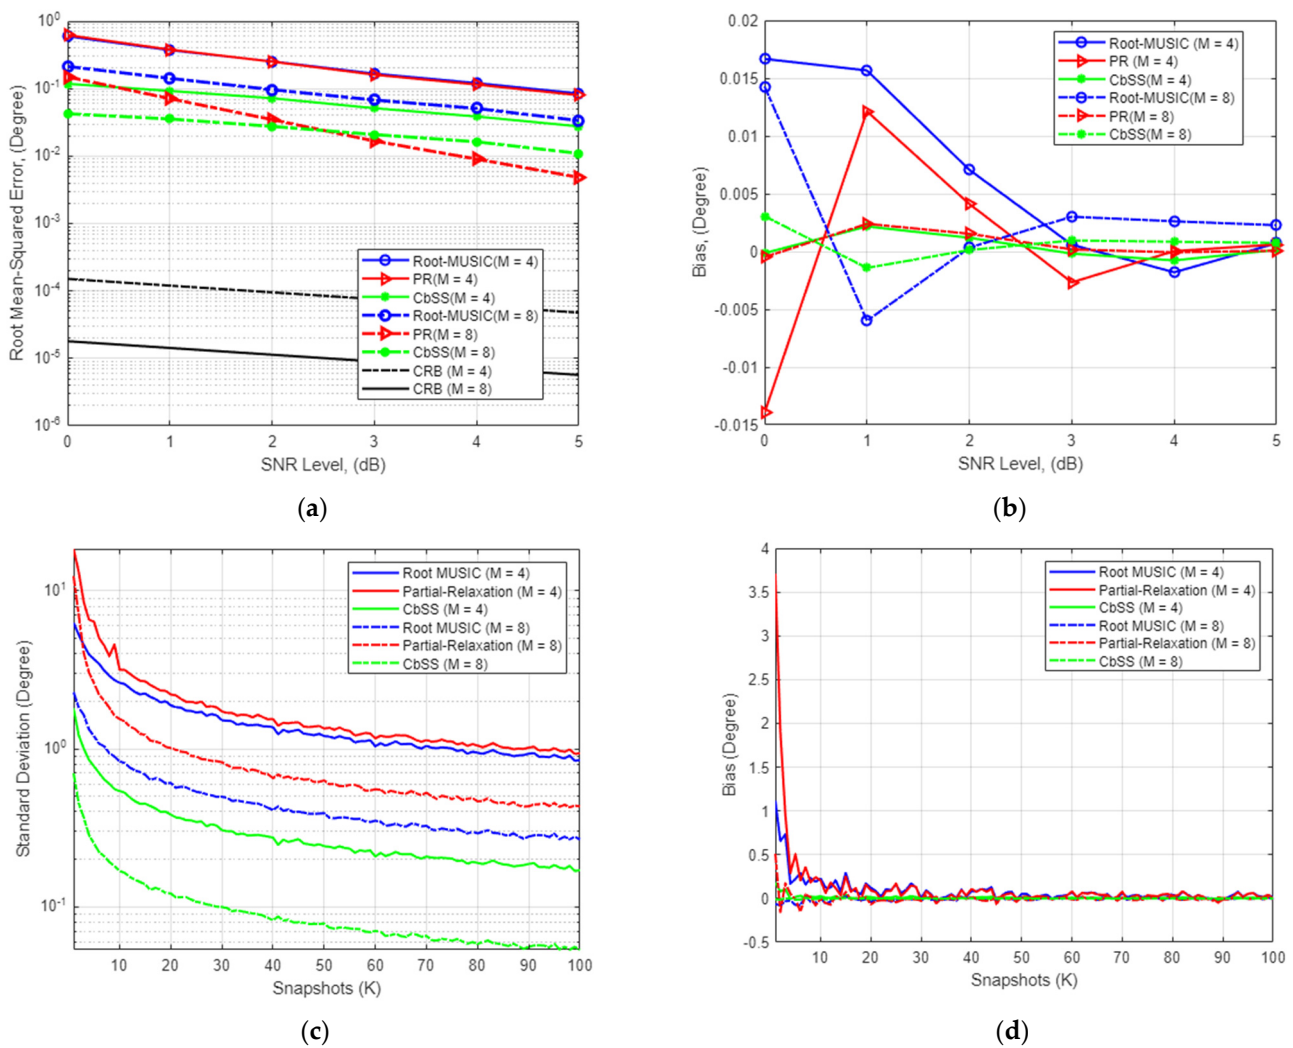 10⁰
10⁻¹
10⁻²
10⁻³
10⁻⁴
10⁻⁵
10⁻⁶
Root Mean-Squared Error, (Degree)
Root-MUSIC(M = 4)
PR(M = 4)
CbSS(M = 4)
Root-MUSIC(M = 8)
PR(M = 8)
CbSS(M = 8)
CRB (M = 4)
CRB (M = 8)
0 1 2 3 4 5
SNR Level, (dB)
(a)
0.02
0.015
0.01
0.005
0
-0.005
-0.01
-0.015
Bias, (Degree)
Root-MUSIC (M = 4)
PR (M = 4)
CbSS(M = 4)
Root-MUSIC(M = 8)
PR(M = 8)
CbSS(M = 8)
0 1 2 3 4 5
SNR Level, (dB)
(b)
10¹
10⁰
10⁻¹
Standard Deviation (Degree)
Root MUSIC (M = 4)
Partial-Relaxation (M = 4)
CbSS (M = 4)
Root MUSIC (M = 8)
Partial-Relaxation (M = 8)
CbSS (M = 8)
10 20 30 40 50 60 70 80 90 100
Snapshots (K)
(c)
4
3.5
3
2.5
2
1.5
1
0.5
0
-0.5
Bias (Degree)
Root MUSIC (M = 4)
Partial-Relaxation (M = 4)
CbSS (M = 4)
Root MUSIC (M = 8)
Partial-Relaxation (M = 8)
CbSS (M = 8)
10 20 30 40 50 60 70 80 90 100
Snapshots (K)
(d)